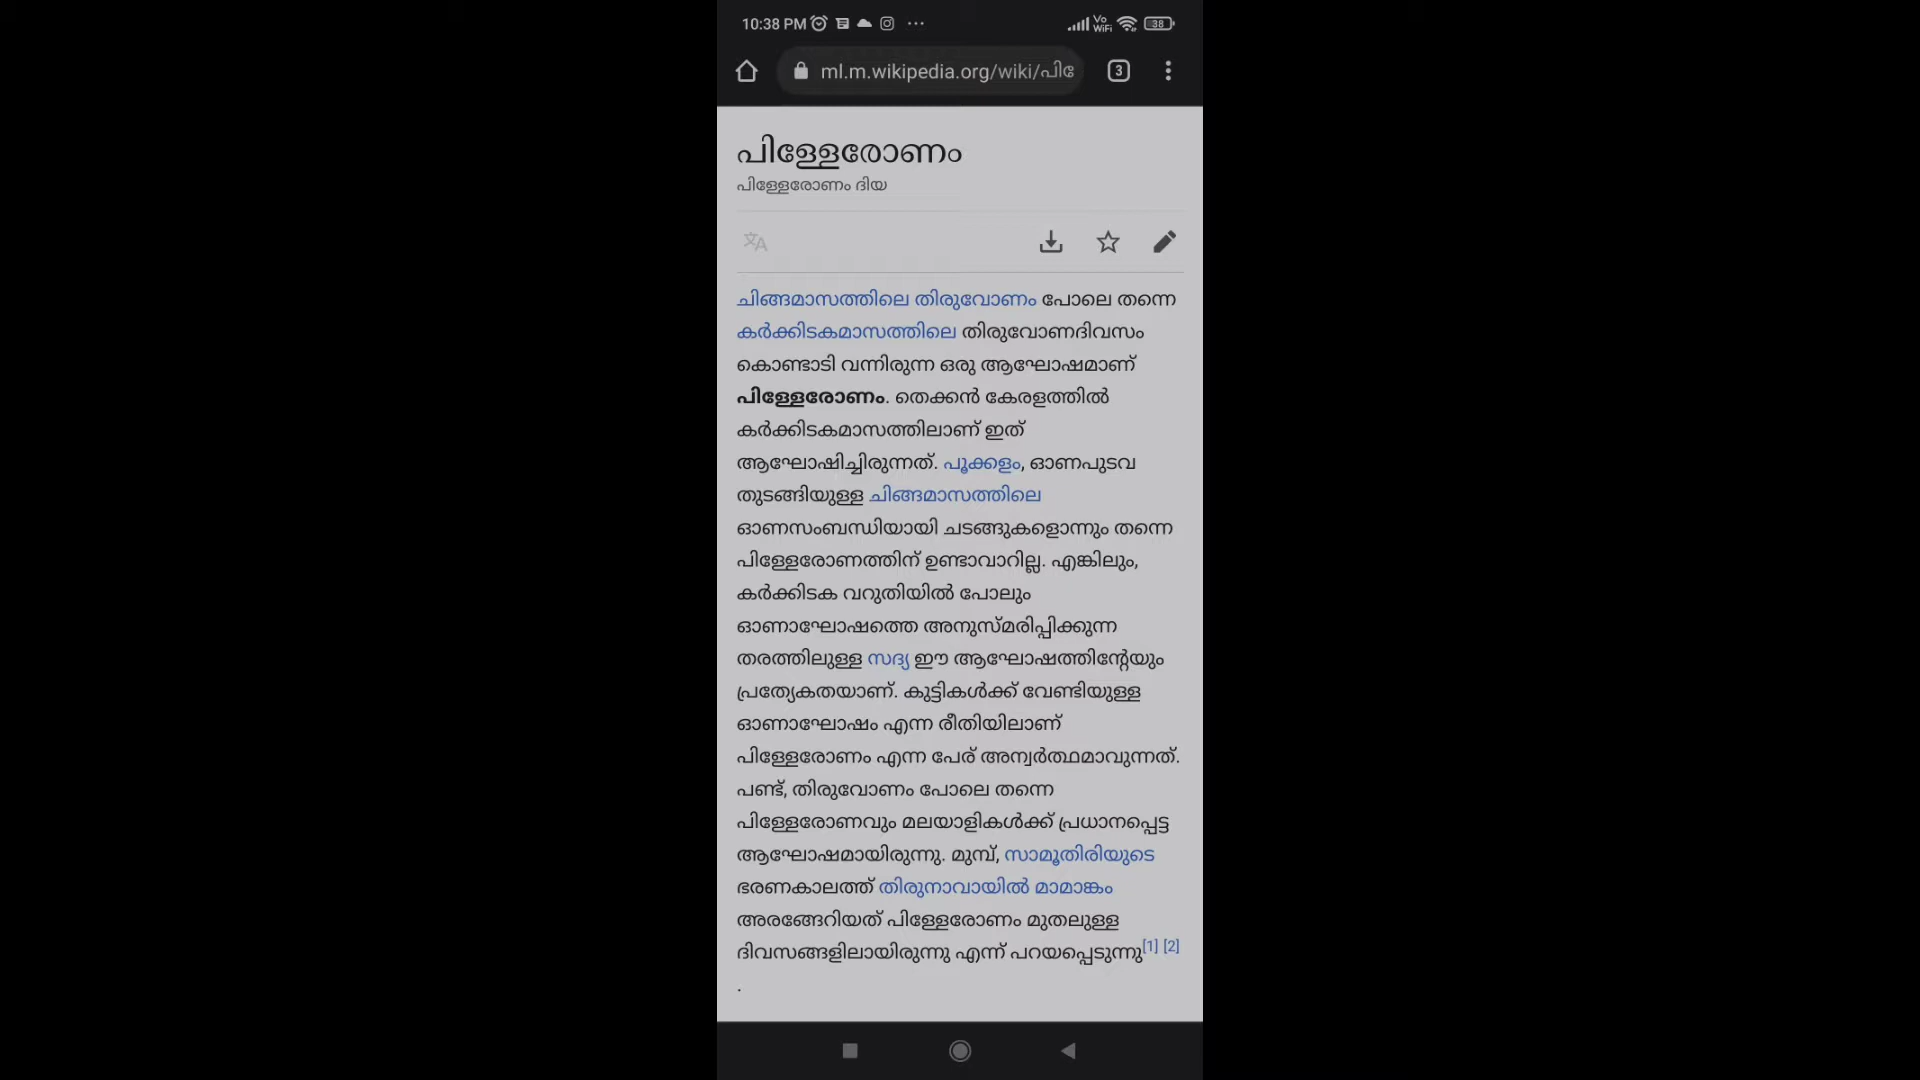 10:38 PM
Vo
WiFi
38
ml.m.wikipedia.org/wiki/പിള
3
പിള്ളേരോണം
പിള്ളേരോണം ദിയ
ചിങ്ങമാസത്തിലെ തിരുവോണം പോലെ തന്നെ
കർക്കിടകമാസത്തിലെ തിരുവോണദിവസം
കൊണ്ടാടി വന്നിരുന്ന ഒരു ആഘോഷമാണ്
പിള്ളേരോണം. തെക്കൻ കേരളത്തിൽ
കർക്കിടകമാസത്തിലാണ് ഇത്
ആഘോഷിച്ചിരുന്നത്. പൂക്കളം, ഓണപുടവ
തുടങ്ങിയുള്ള ചിങ്ങമാസത്തിലെ
ഓണസംബന്ധിയായി ചടങ്ങുകളൊന്നും തന്നെ
പിള്ളേരോണത്തിന് ഉണ്ടാവാറില്ല. എങ്കിലും,
കർക്കിടക വറുതിയിൽ പോലും
ഓണാഘോഷത്തെ അനുസ്മരിപ്പിക്കുന്ന
തരത്തിലുള്ള സദ്യ ഈ ആഘോഷത്തിന്റേയും
പ്രത്യേകതയാണ്. കുട്ടികൾക്ക് വേണ്ടിയുള്ള
ഓണാഘോഷം എന്ന രീതിയിലാണ്
പിള്ളേരോണം എന്ന പേര് അന്വർത്ഥമാവുന്നത്.
പണ്ട്, തിരുവോണം പോലെ തന്നെ
പിള്ളേരോണവും മലയാളികൾക്ക് പ്രധാനപ്പെട്ട
ആഘോഷമായിരുന്നു. മുമ്പ്, സാമൂതിരിയുടെ
ഭരണകാലത്ത് തിരുനാവായിൽ മാമാങ്കം
അരങ്ങേറിയത് പിള്ളേരോണം മുതലുള്ള
ദിവസങ്ങളിലായിരുന്നു എന്ന് പറയപ്പെടുന്നു[1] [2]
.